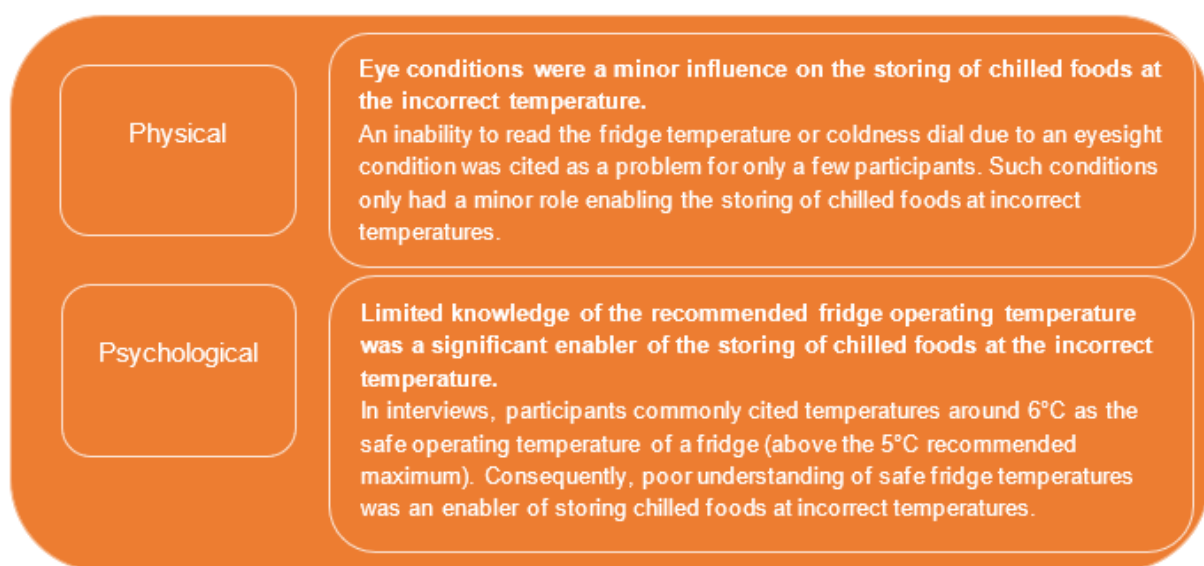 Physical
Eye conditions were a minor influence on the storing of chilled foods at
the incorrect temperature.
An inability to read the fridge temperature or coldness dial due to an eyesight
condition was cited as a problem for only a few participants. Such conditions
only had a minor role enabling the storing of chilled foods at incorrect
temperatures.
Psychological
Limited knowledge of the recommended fridge operating temperature
was a significant enabler of the storing of chilled foods at the incorrect
temperature.
In interviews, participants commonly cited temperatures around 6°C as the
safe operating temperature of a fridge (above the 5°C recommended
maximum). Consequently, poor understanding of safe fridge temperatures
was an enabler of storing chilled foods at incorrect temperatures.